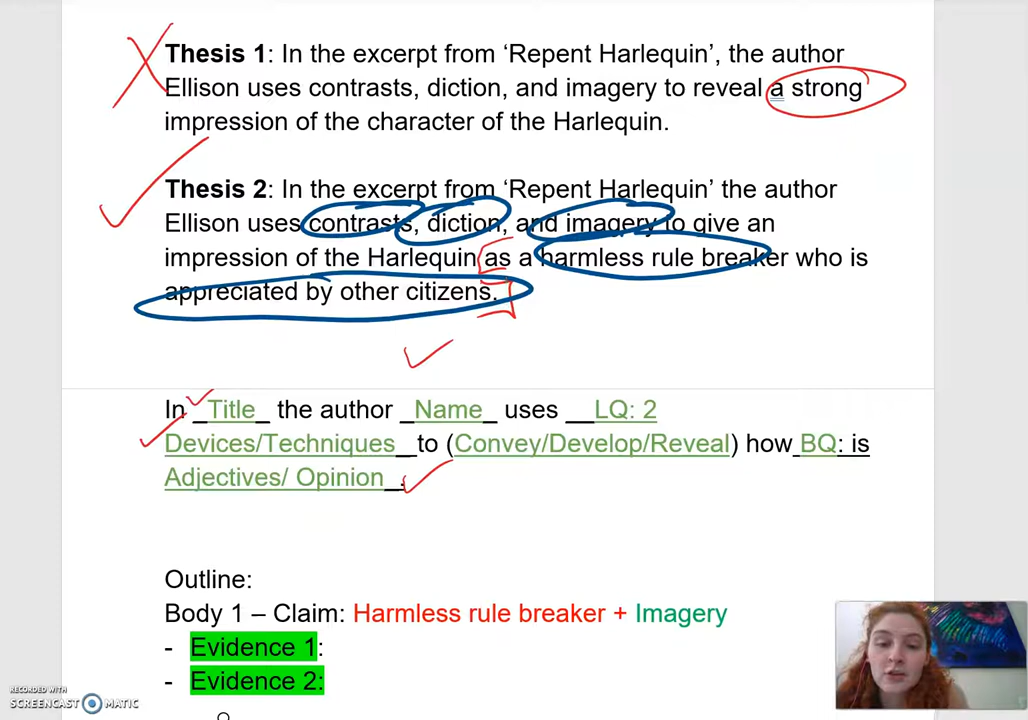 Thesis 1: In the excerpt from ‘Repent Harlequin’, the author
Ellison uses contrasts, diction, and imagery to reveal a strong
impression of the character of the Harlequin.
Thesis 2: In the excerpt from ‘Repent Harlequin’ the author
Ellison uses contrasts, diction, and imagery to give an
impression of the Harlequin as a harmless rule breaker who is
appreciated by other citizens.
In _Title_ the author _Name_ uses __LQ: 2
Devices/Techniques__to (Convey/Develop/Reveal) how BQ: is
Adjectives/ Opinion_.
Outline:
Body 1 – Claim: Harmless rule breaker + Imagery
- Evidence 1:
- Evidence 2:
RECORDED WITH
SCREENCAST MATIC